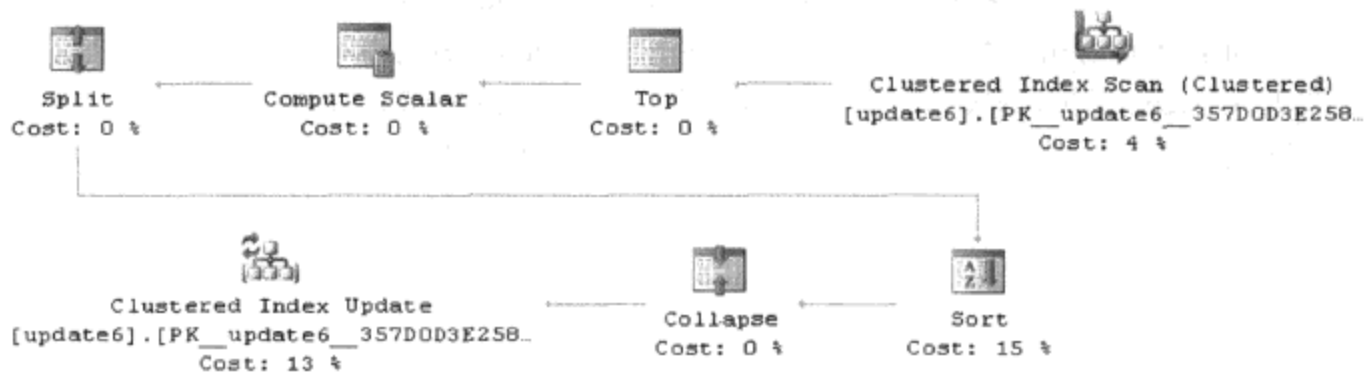 Split
Cost: 0 %
Compute Scalar
Cost: 0 %
Top
Cost: 0 %
Clustered Index Scan (Clustered)
[update6].[PK__update6__357D0D3E258…
Cost: 4 %
Clustered Index Update
[update6].[PK__update6__357D0D3E258…
Cost: 13 %
Collapse
Cost: 0 %
A
Z
Sort
Cost: 15 %